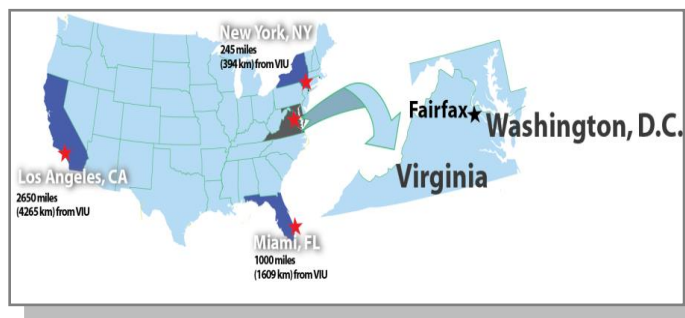 New York, NY
245 miles
(394 km) from VIU
Fairfax
Washington, D.C.
Virginia
Los Angeles, CA
2650 miles
(4265 km) from VIU
Miami, FL
1000 miles
(1609 km) from VIU